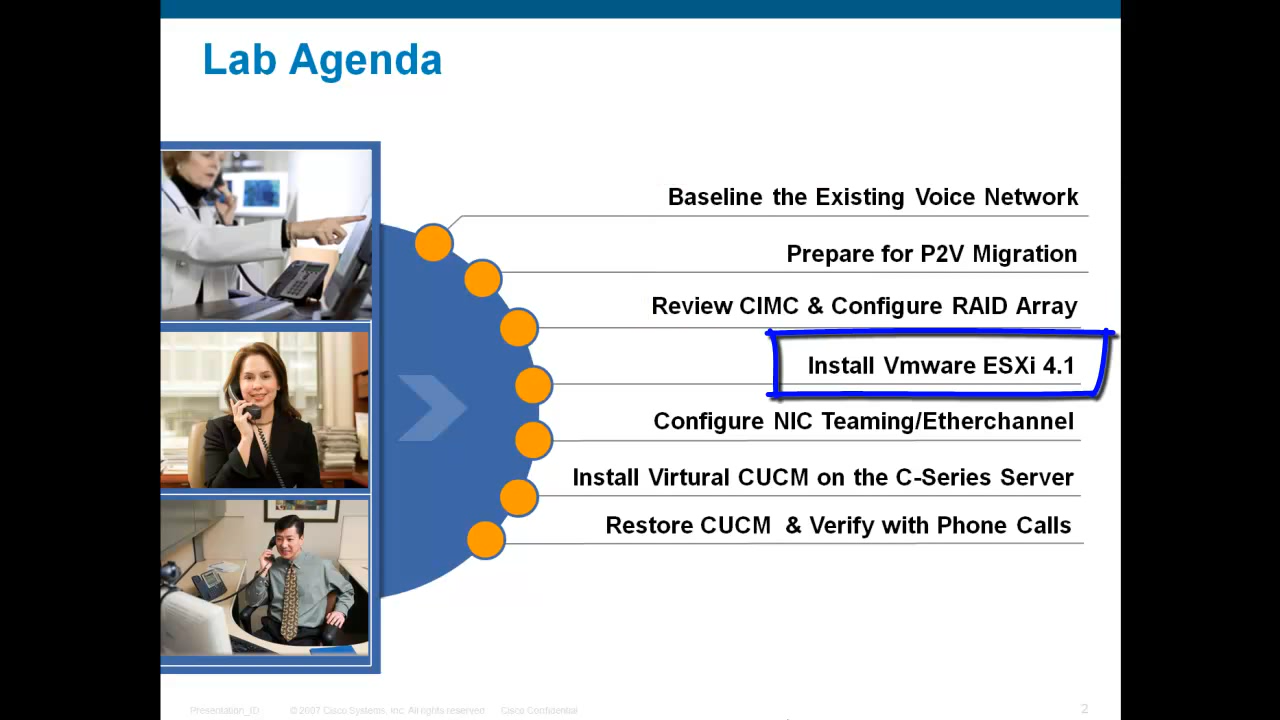 Lab Agenda
Baseline the Existing Voice Network
Prepare for P2V Migration
Review CIMC & Configure RAID Array
Install Vmware ESXi 4.1
Configure NIC Teaming/Etherchannel
Install Virtural CUCM on the C-Series Server
Restore CUCM & Verify with Phone Calls
Presentation_ID © 2007 Cisco Systems, Inc. All rights reserved. Cisco Confidential 2